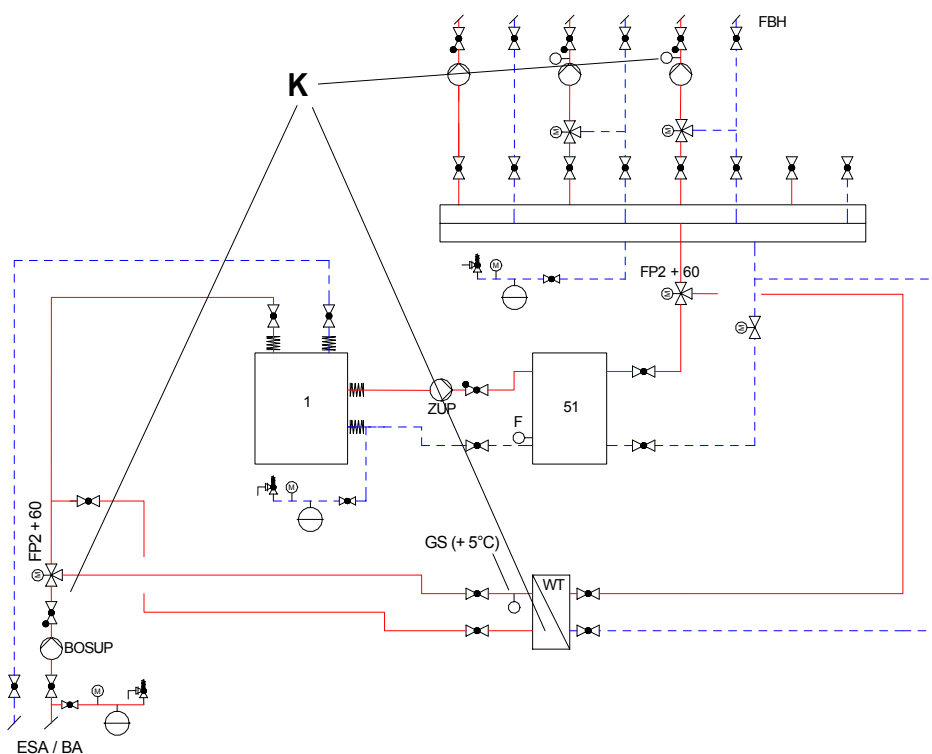 FBH
K
M
M
M
FP2 + 60
M
M
1
ZUP
51
F
M
FP2 + 60
GS (+ 5°C)
M
WT
BOSUP
M
ESA / BA